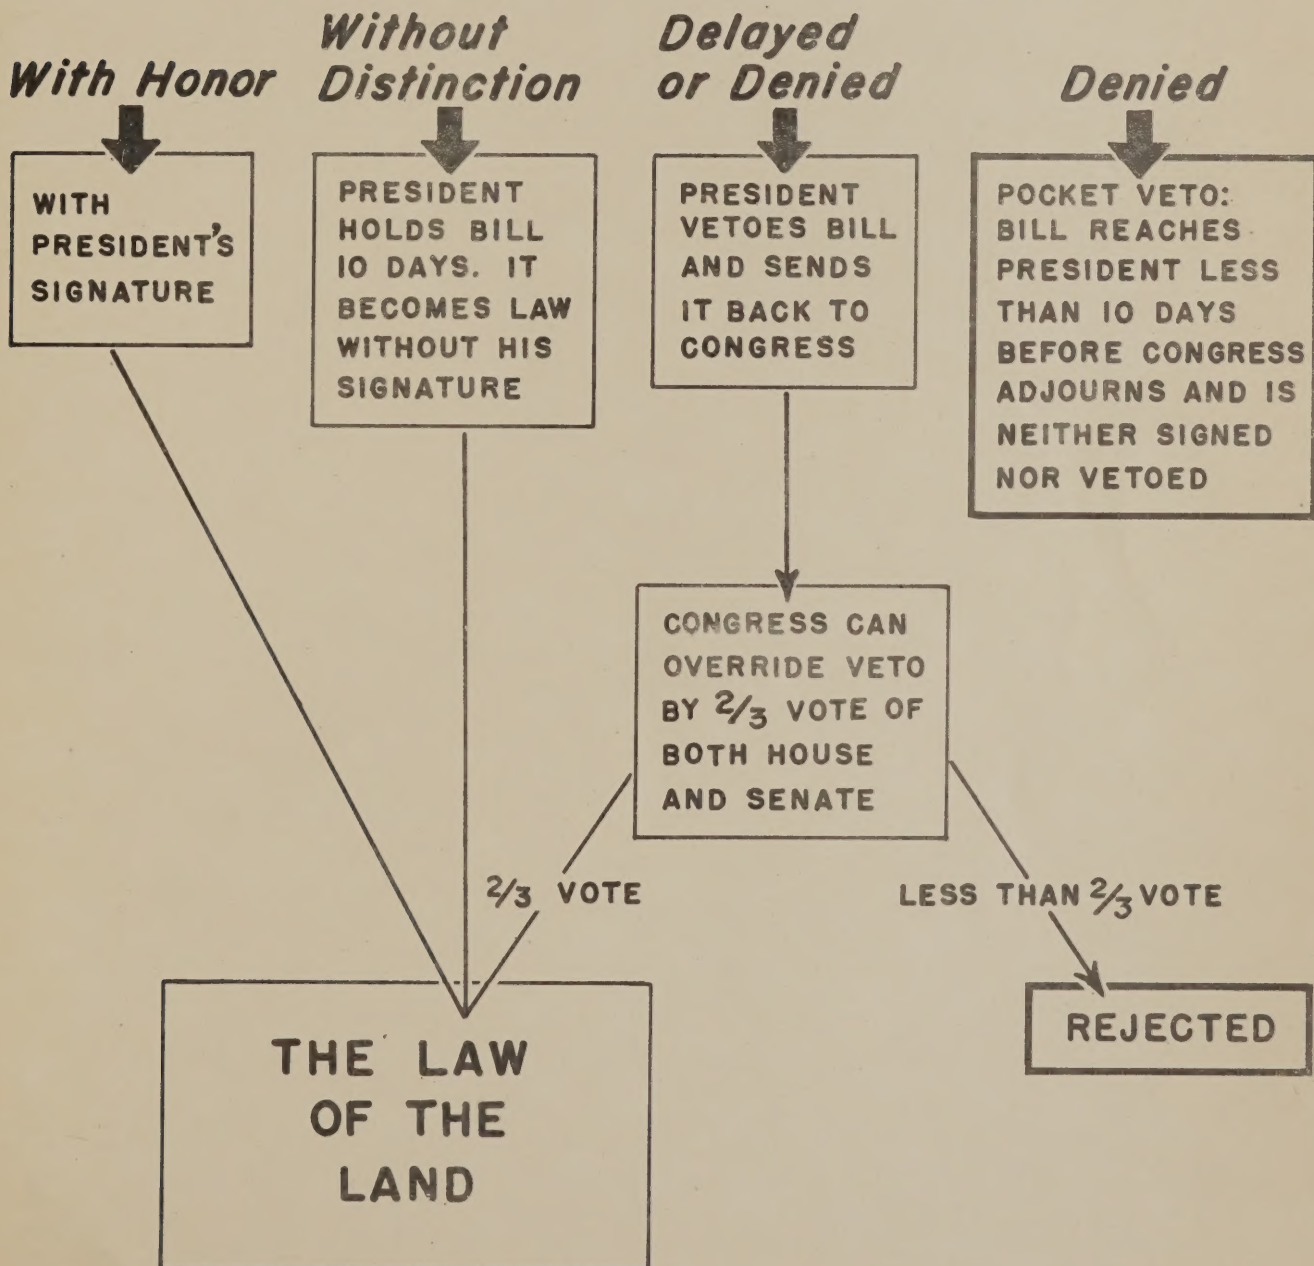 With Honor
Without
Distinction
Delayed
or Denied
Denied
WITH
PRESIDENT'S
SIGNATURE
PRESIDENT
HOLDS BILL
10 DAYS. IT
BECOMES LAW
WITHOUT HIS
SIGNATURE
PRESIDENT
VETOES BILL
AND SENDS
IT BACK TO
CONGRESS
POCKET VETO:
BILL REACHES
PRESIDENT LESS
THAN 10 DAYS
BEFORE CONGRESS
ADJOURNS AND IS
NEITHER SIGNED
NOR VETOED
CONGRESS CAN
OVERRIDE VETO
BY 2/3 VOTE OF
BOTH HOUSE
AND SENATE
2/3 VOTE
LESS THAN 2/3 VOTE
THE LAW
OF THE
LAND
REJECTED